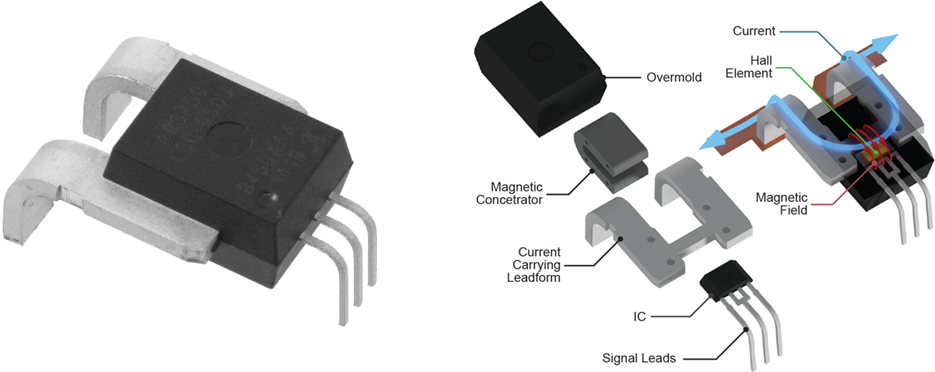 Current
Hall
Element
Overmold
Magnetic
Concetrator
Magnetic
Field
Current
Carrying
Leadform
IC
Signal Leads